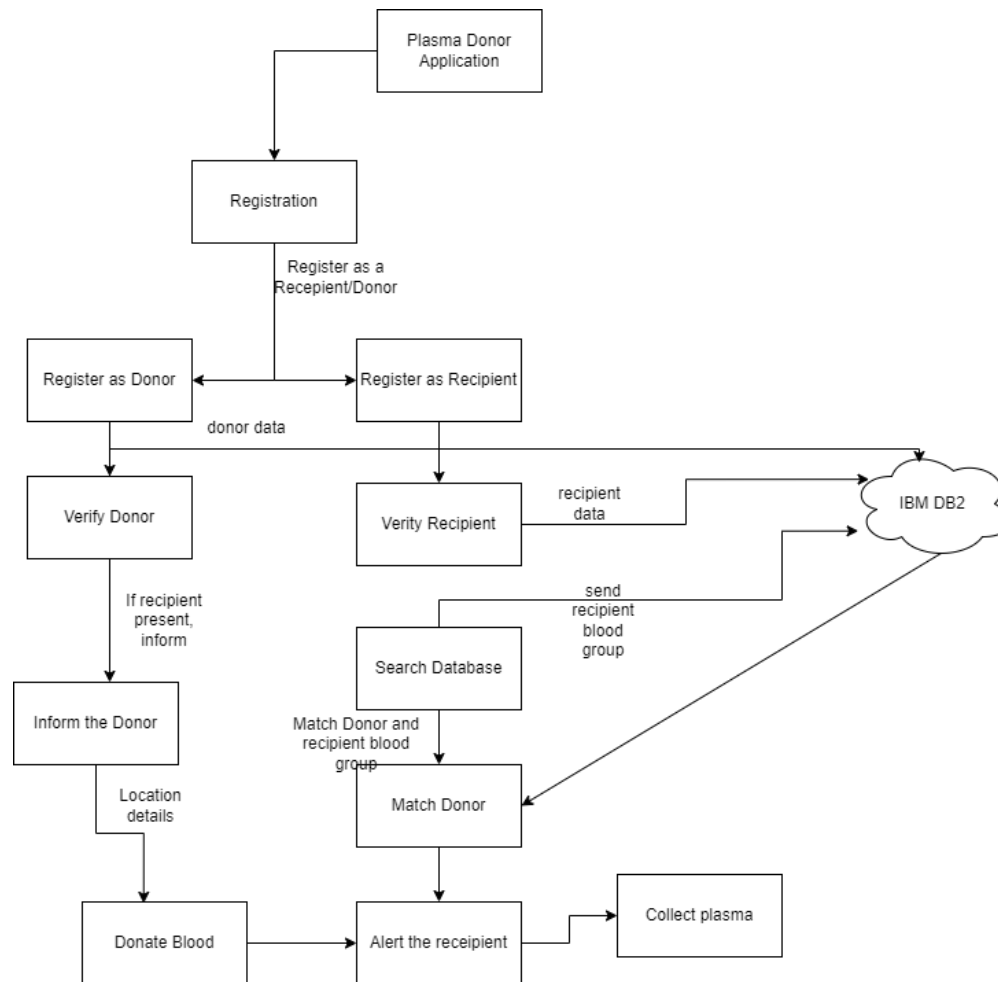 Plasma Donor
Application
Registration
Register as a
Recepient/Donor
Register as Donor
Register as Recipient
donor data
Verify Donor
Verity Recipient
recipient
data
IBM DB2
If recipient
present,
inform
send
recipient
blood
group
Search Database
Inform the Donor
Match Donor and
recipient blood
group
Location
details
Match Donor
Donate Blood
Alert the receipient
Collect plasma